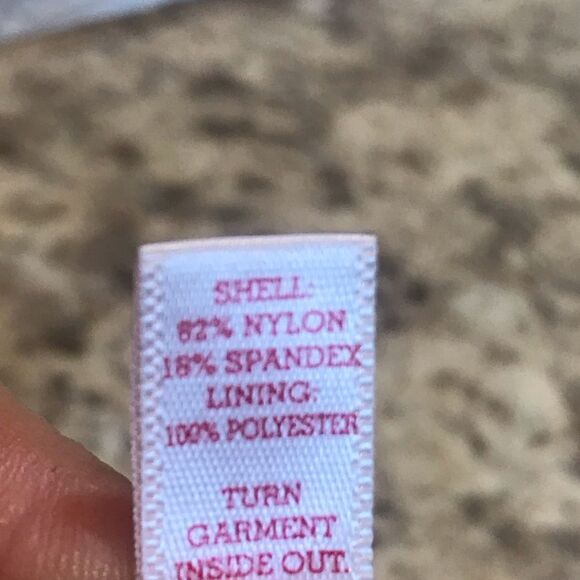 SHELL:
82% NYLON
18% SPANDEX
LINING:
100% POLYESTER
TURN
GARMENT
INSIDE OUT.